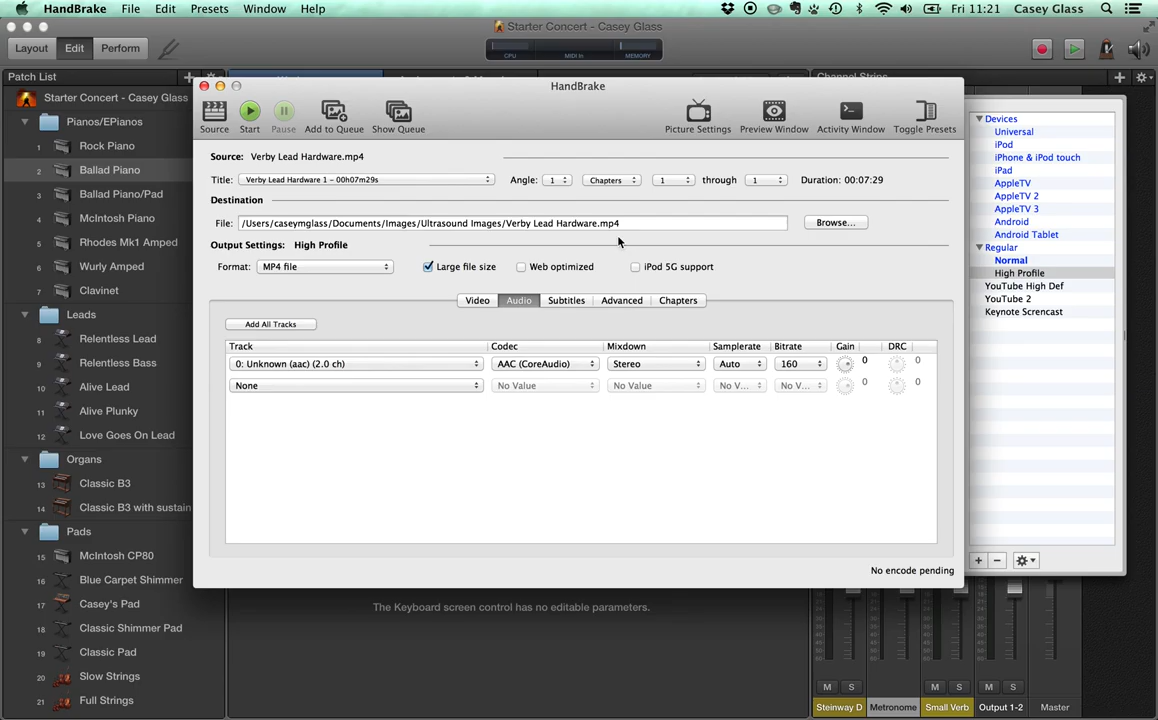 HandBrake File Edit Presets Window Help Fri 11:21 Casey Glass
Starter Concert - Casey Glass
Layout Edit Perform
CPU MIDI In MEMORY
Patch List
Channel Strips
Starter Concert - Casey Glass
Pianos/EPianos
1 Rock Piano
2 Ballad Piano
3 Ballad Piano/Pad
4 McIntosh Piano
5 Rhodes Mk1 Amped
6 Wurly Amped
7 Clavinet
Leads
8 Relentless Lead
9 Relentless Bass
10 Alive Lead
11 Alive Plunky
12 Love Goes On Lead
Organs
13 Classic B3
14 Classic B3 with sustain
Pads
15 McIntosh CP80
16 Blue Carpet Shimmer
17 Casey's Pad
18 Classic Shimmer Pad
19 Classic Pad
20 Slow Strings
21 Full Strings
HandBrake
Source Start Pause Add to Queue Show Queue Picture Settings Preview Window Activity Window Toggle Presets
Source: Verby Lead Hardware.mp4
Title: Verby Lead Hardware 1 - 00h07m29s Angle: 1 Chapters 1 through 1 Duration: 00:07:29
Destination
File: /Users/caseymglass/Documents/Images/Ultrasound Images/Verby Lead Hardware.mp4 Browse...
Output Settings: High Profile
Format: MP4 file Large file size Web optimized iPod 5G support
Video Audio Subtitles Advanced Chapters
Add All Tracks
Track Codec Mixdown Samplerate Bitrate Gain DRC
0: Unknown (aac) (2.0 ch) AAC (CoreAudio) Stereo Auto 160 0 0
None No Value No Value No V... No V... 0 0
No encode pending
Devices
Universal
iPod
iPhone & iPod touch
iPad
AppleTV
AppleTV 2
AppleTV 3
Android
Android Tablet
Regular
Normal
High Profile
YouTube High Def
YouTube 2
Keynote Screncast
The Keyboard screen control has no editable parameters.
M S M S M S
Steinway D Metronome Small Verb Output 1-2 Master